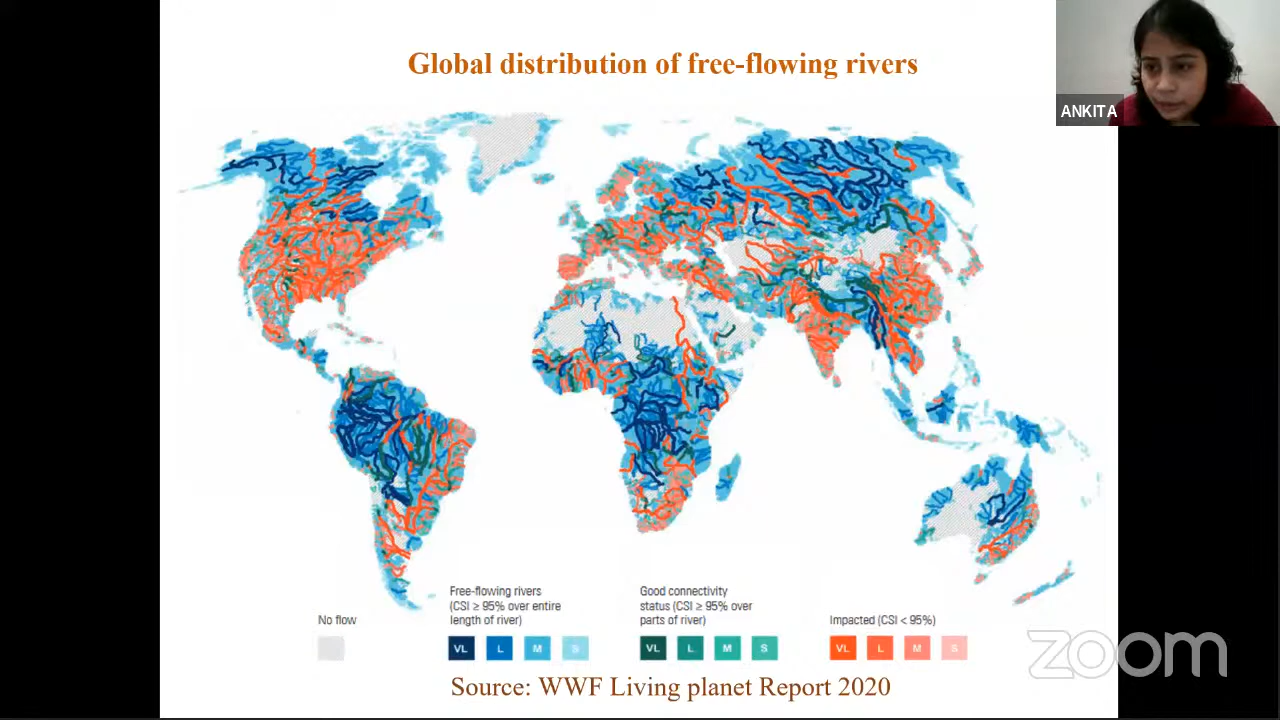 Global distribution of free-flowing rivers
ANKITA
No flow
Free-flowing rivers
(CSI ≥ 95% over entire
length of river)
VL L M S
Good connectivity
status (CSI ≥ 95% over
parts of river)
VL L M S
Impacted (CSI < 95%)
VL L M S
zoom
Source: WWF Living planet Report 2020